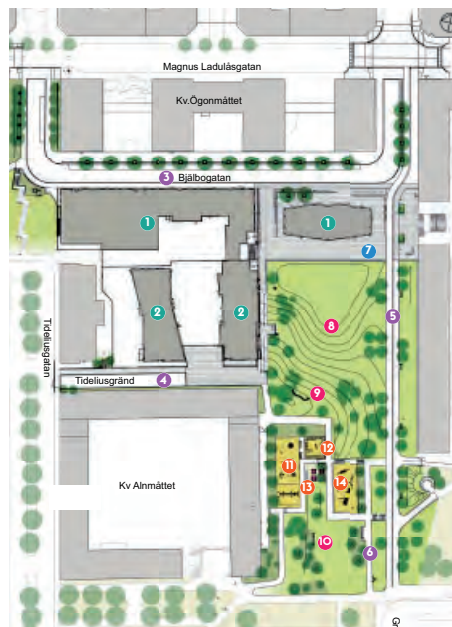 Magnus Ladulåsgatan
Kv.Ögonmåttet
3 Bjälbogatan
1
1
7
2
2
8
5
Tideliusgatan
Tideliusgränd 4
9
12
11
Kv Alnmåttet
13
14
10
6